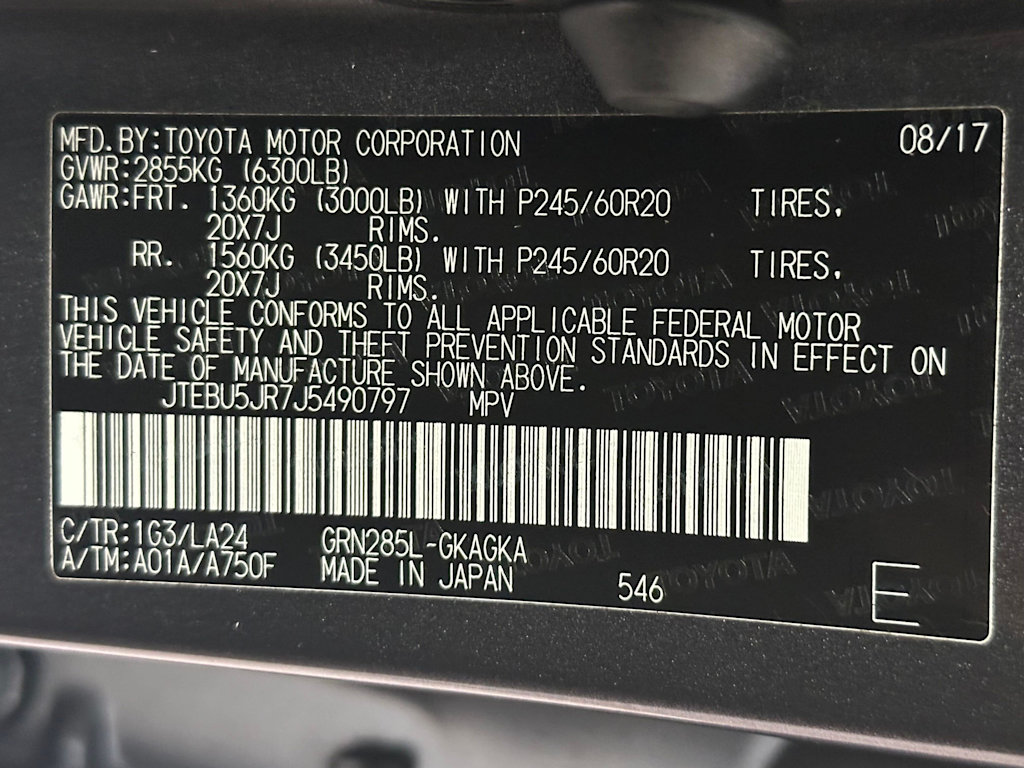 MFD.BY:TOYOTA MOTOR CORPORATION 08/17
GVWR:2855KG (6300LB)
GAWR:FRT. 1360KG (3000LB) WITH P245/60R20 TIRES,
20X7J RIMS.
RR. 1560KG (3450LB) WITH P245/60R20 TIRES,
20X7J RIMS.
THIS VEHICLE CONFORMS TO ALL APPLICABLE FEDERAL MOTOR
VEHICLE SAFETY AND THEFT PREVENTION STANDARDS IN EFFECT ON
THE DATE OF MANUFACTURE SHOWN ABOVE.
JTEBU5JR7J5490797 MPV
C/TR:1G3/LA24 GRN285L-GKAGKA
A/TM:A01A/A750F MADE IN JAPAN 546 E